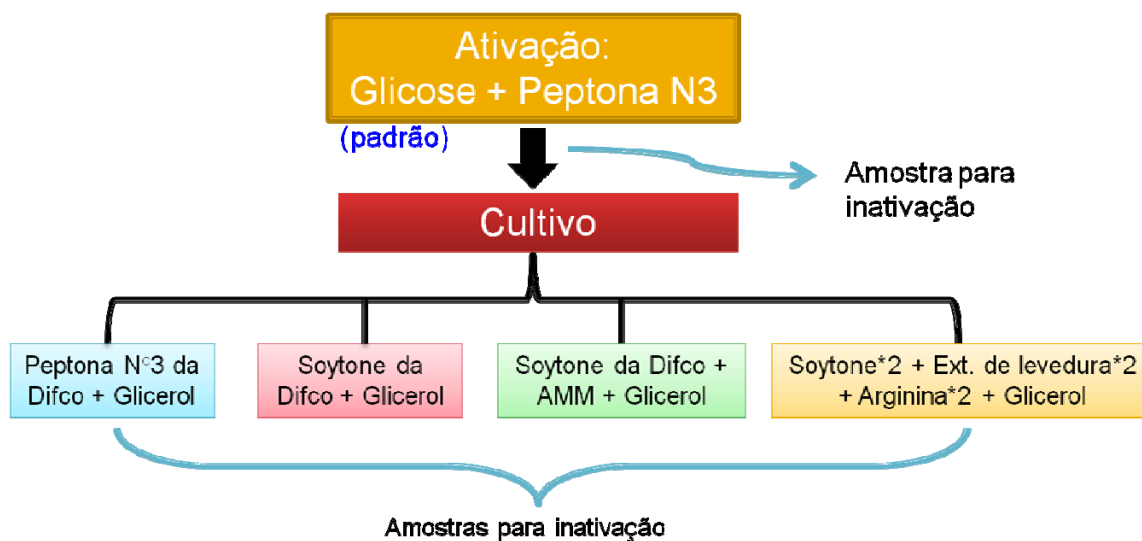 Ativação:
Glicose + Peptona N3
(padrão)
Amostra para
inativação
Cultivo
Peptona N°3 da
Difco + Glicerol
Soytone da
Difco + Glicerol
Soytone da Difco +
AMM + Glicerol
Soytone*2 + Ext. de levedura*2
+ Arginina*2 + Glicerol
Amostras para inativação